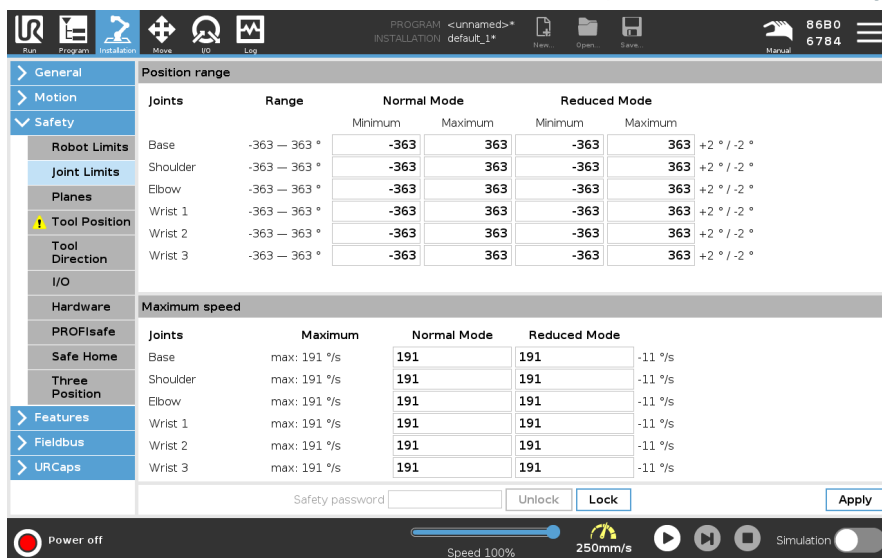 PROGRAM <unnamed>*
INSTALLATION default_1*
Run Program Installation Move I/O Log New... Open... Save... Manual
86B0
6784
General
Motion
Safety
Robot Limits
Joint Limits
Planes
Tool Position
Tool
Direction
I/O
Hardware
PROFIsafe
Safe Home
Three
Position
Features
Fieldbus
URCaps
Position range
Joints Range Normal Mode Reduced Mode
Minimum Maximum Minimum Maximum
Base -363 — 363 ° -363 363 -363 363 +2 ° / -2 °
Shoulder -363 — 363 ° -363 363 -363 363 +2 ° / -2 °
Elbow -363 — 363 ° -363 363 -363 363 +2 ° / -2 °
Wrist 1 -363 — 363 ° -363 363 -363 363 +2 ° / -2 °
Wrist 2 -363 — 363 ° -363 363 -363 363 +2 ° / -2 °
Wrist 3 -363 — 363 ° -363 363 -363 363 +2 ° / -2 °
Maximum speed
Joints Maximum Normal Mode Reduced Mode
Base max: 191 °/s 191 191 -11 °/s
Shoulder max: 191 °/s 191 191 -11 °/s
Elbow max: 191 °/s 191 191 -11 °/s
Wrist 1 max: 191 °/s 191 191 -11 °/s
Wrist 2 max: 191 °/s 191 191 -11 °/s
Wrist 3 max: 191 °/s 191 191 -11 °/s
Safety password Unlock Lock Apply
Power off Speed 100% 250mm/s Simulation